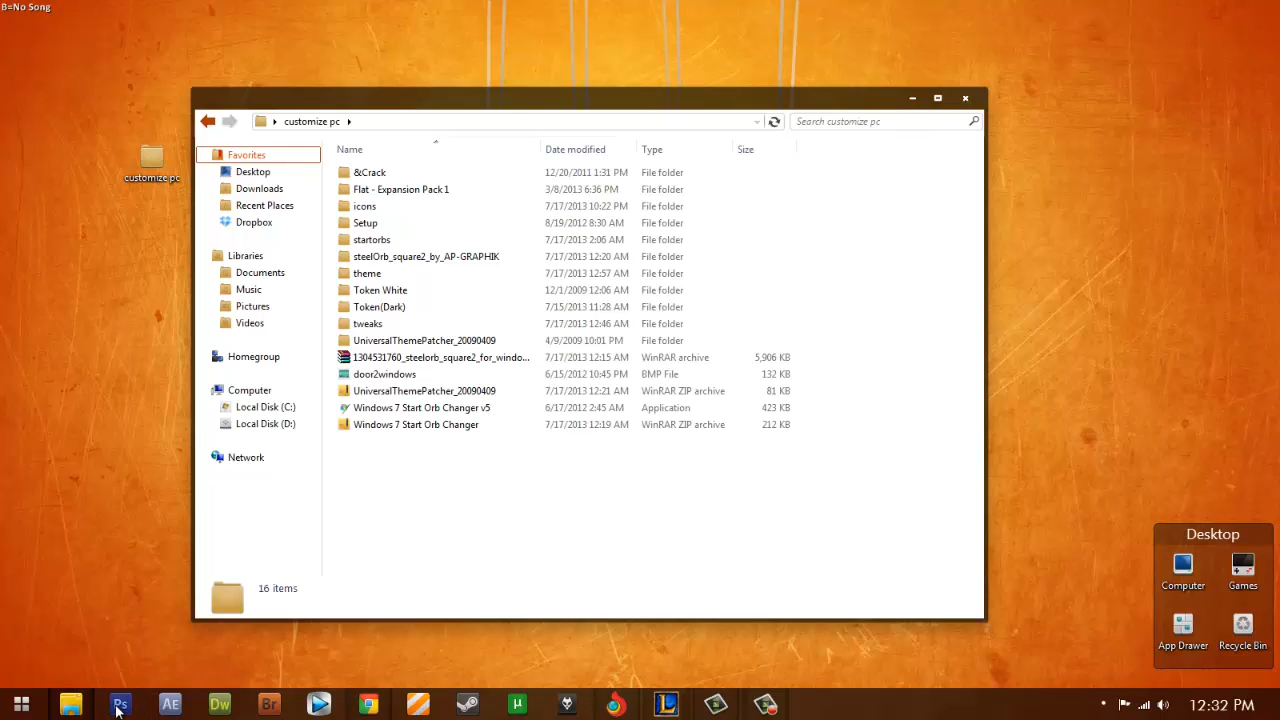 B=No Song
customize pc
customize pc
Search customize pc
Favorites
Desktop
Downloads
Recent Places
Dropbox
Libraries
Documents
Music
Pictures
Videos
Homegroup
Computer
Local Disk (C:)
Local Disk (D:)
Network
Name Date modified Type Size
&Crack 12/20/2011 1:31 PM File folder
Flat - Expansion Pack 1 3/8/2013 6:36 PM File folder
icons 7/17/2013 10:22 PM File folder
Setup 8/19/2012 8:30 AM File folder
startorbs 7/17/2013 2:06 AM File folder
steelOrb_square2_by_AP-GRAPHIK 7/17/2013 12:20 AM File folder
theme 7/17/2013 12:57 AM File folder
Token White 12/1/2009 12:06 AM File folder
Token(Dark) 7/15/2013 11:28 AM File folder
tweaks 7/17/2013 12:46 AM File folder
UniversalThemePatcher_20090409 4/9/2009 10:01 PM File folder
1304531760_steelorb_square2_for_windo... 7/17/2013 12:15 AM WinRAR archive 5,906 KB
door2windows 6/15/2012 10:45 PM BMP File 132 KB
UniversalThemePatcher_20090409 7/17/2013 12:21 AM WinRAR ZIP archive 81 KB
Windows 7 Start Orb Changer v5 6/17/2012 2:45 AM Application 423 KB
Windows 7 Start Orb Changer 7/17/2013 12:19 AM WinRAR ZIP archive 212 KB
16 items
Desktop
Computer Games
App Drawer Recycle Bin
Ps AE Dw Br µ L
12:32 PM